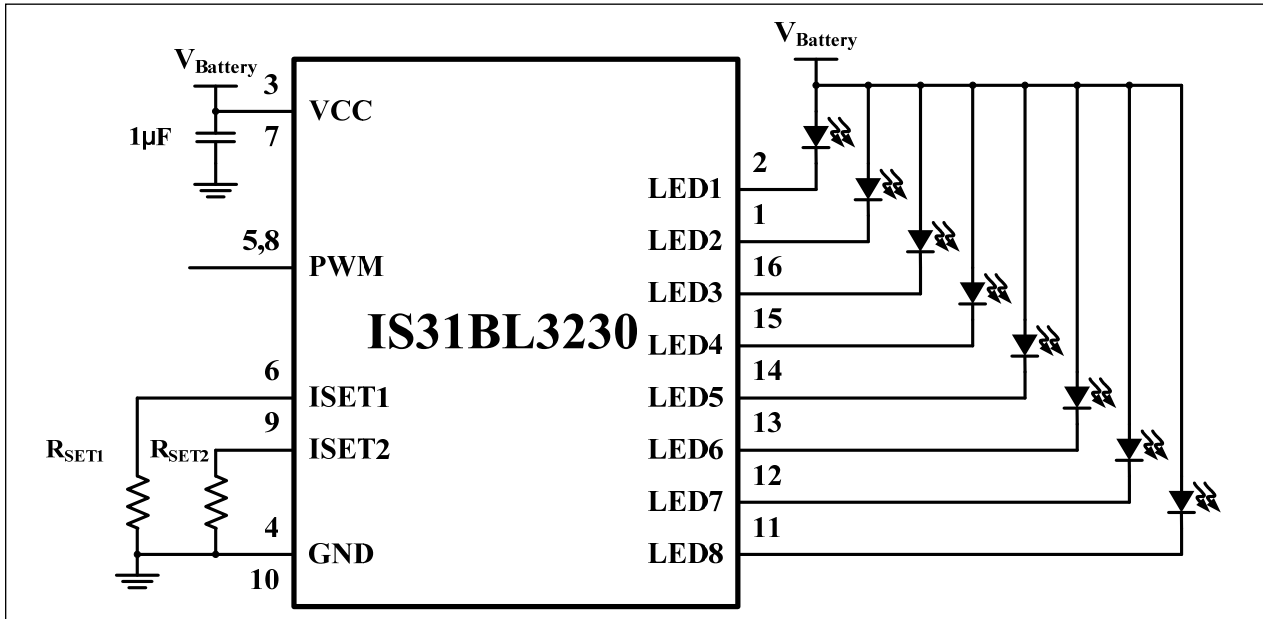 V_Battery
3
VCC
1µF
7
5,8
PWM
IS31BL3230
6
ISET1
9
ISET2
R_SET1
R_SET2
4
GND
10
V_Battery
2
LED1
1
LED2
16
LED3
15
LED4
14
LED5
13
LED6
12
LED7
11
LED8